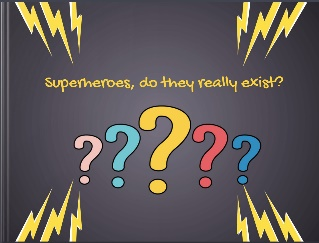 Superheroes, do they really exist?
? ? ? ? ?